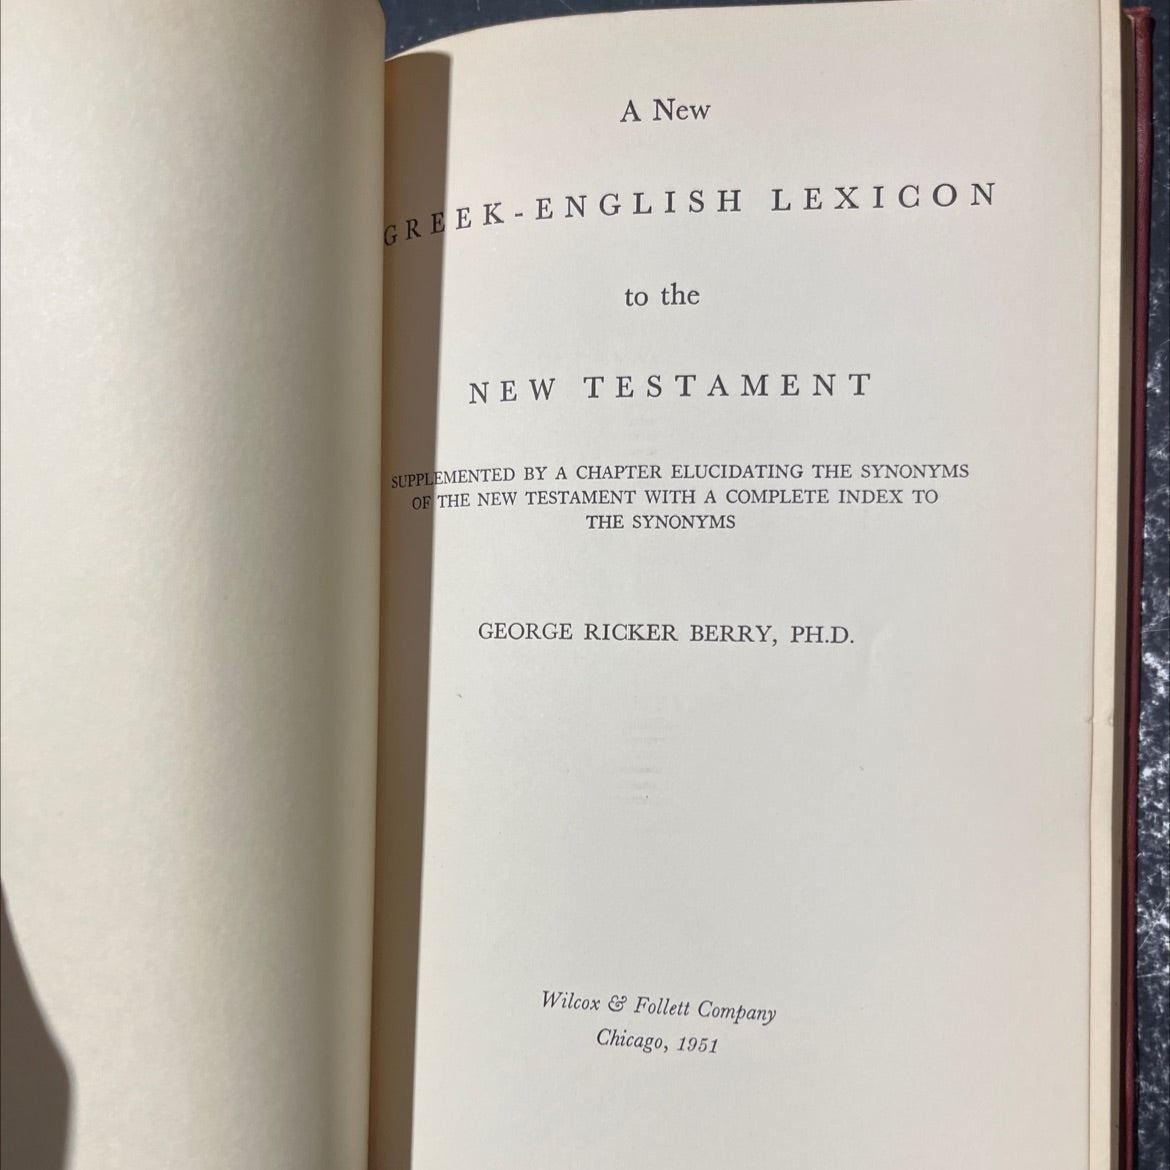 A New
GREEK-ENGLISH LEXICON
to the
NEW TESTAMENT
SUPPLEMENTED BY A CHAPTER ELUCIDATING THE SYNONYMS
OF THE NEW TESTAMENT WITH A COMPLETE INDEX TO
THE SYNONYMS
GEORGE RICKER BERRY, PH.D.
Wilcox & Follett Company
Chicago, 1951